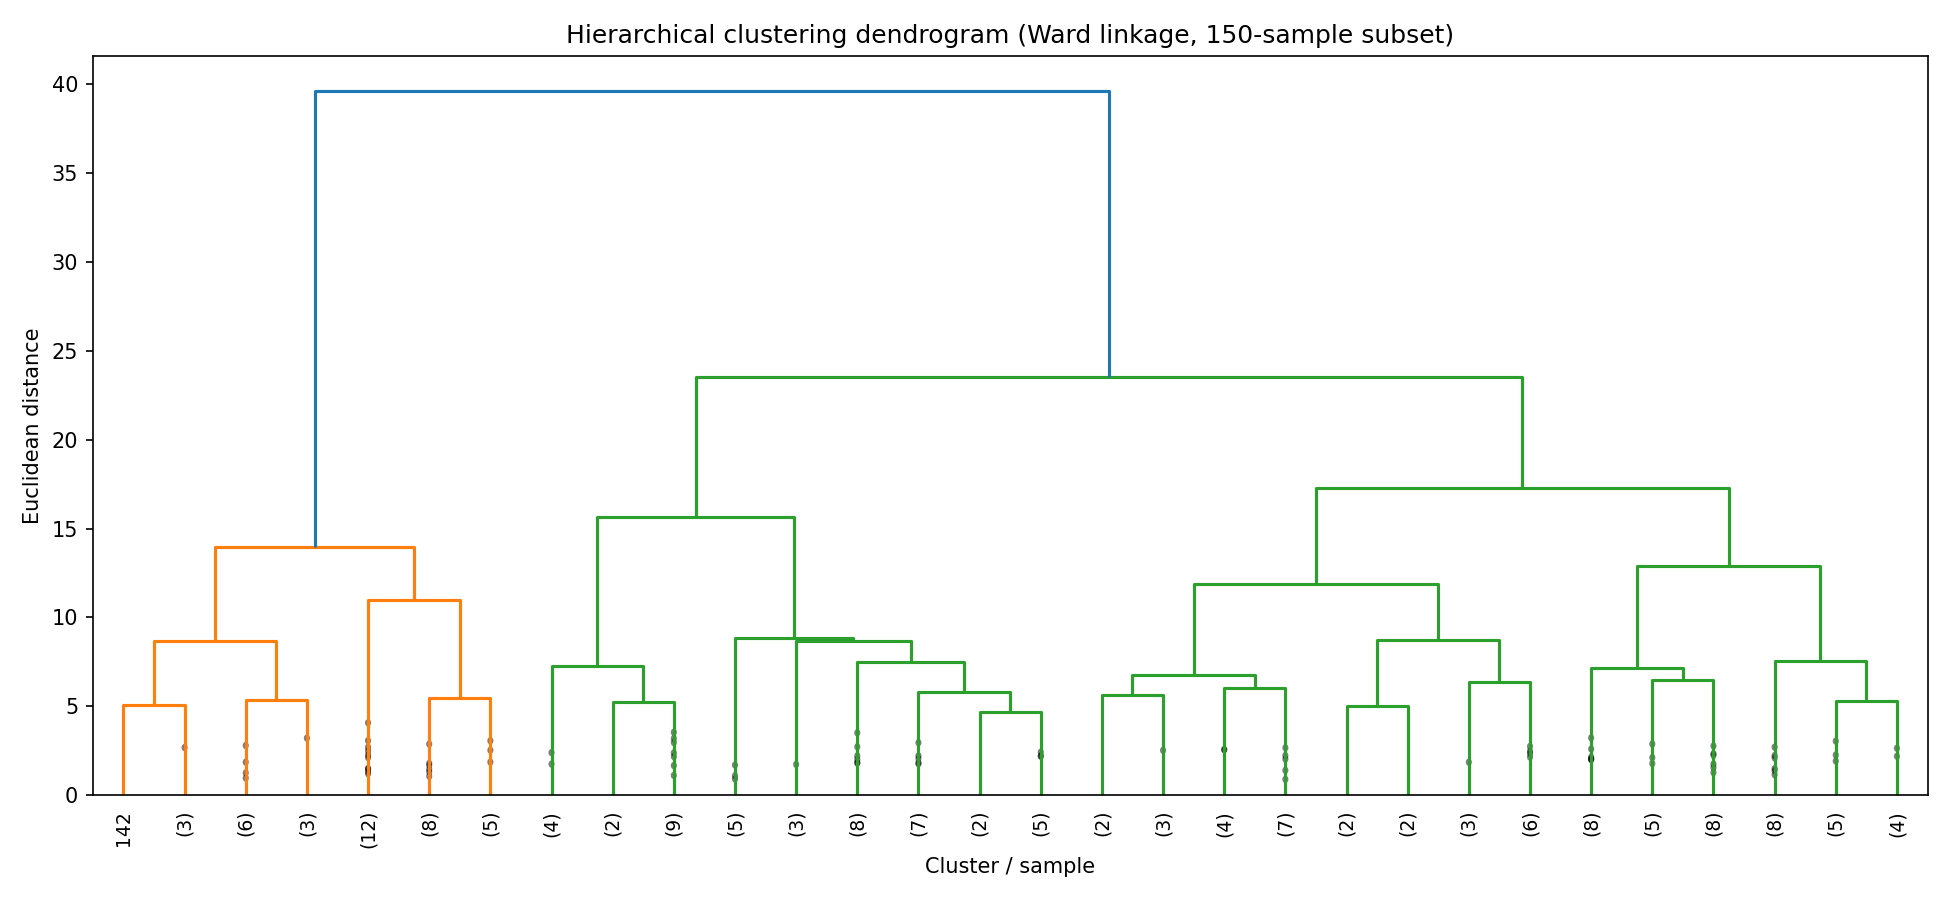 Hierarchical clustering dendrogram (Ward linkage, 150-sample subset)
40
35
30
25
20
15
10
5
0
Euclidean distance
142 (3) (6) (3) (12) (8) (5) (4) (2) (9) (5) (3) (8) (7) (2) (5) (2) (3) (4) (7) (2) (2) (3) (6) (8) (5) (8) (8) (5) (4)
Cluster / sample